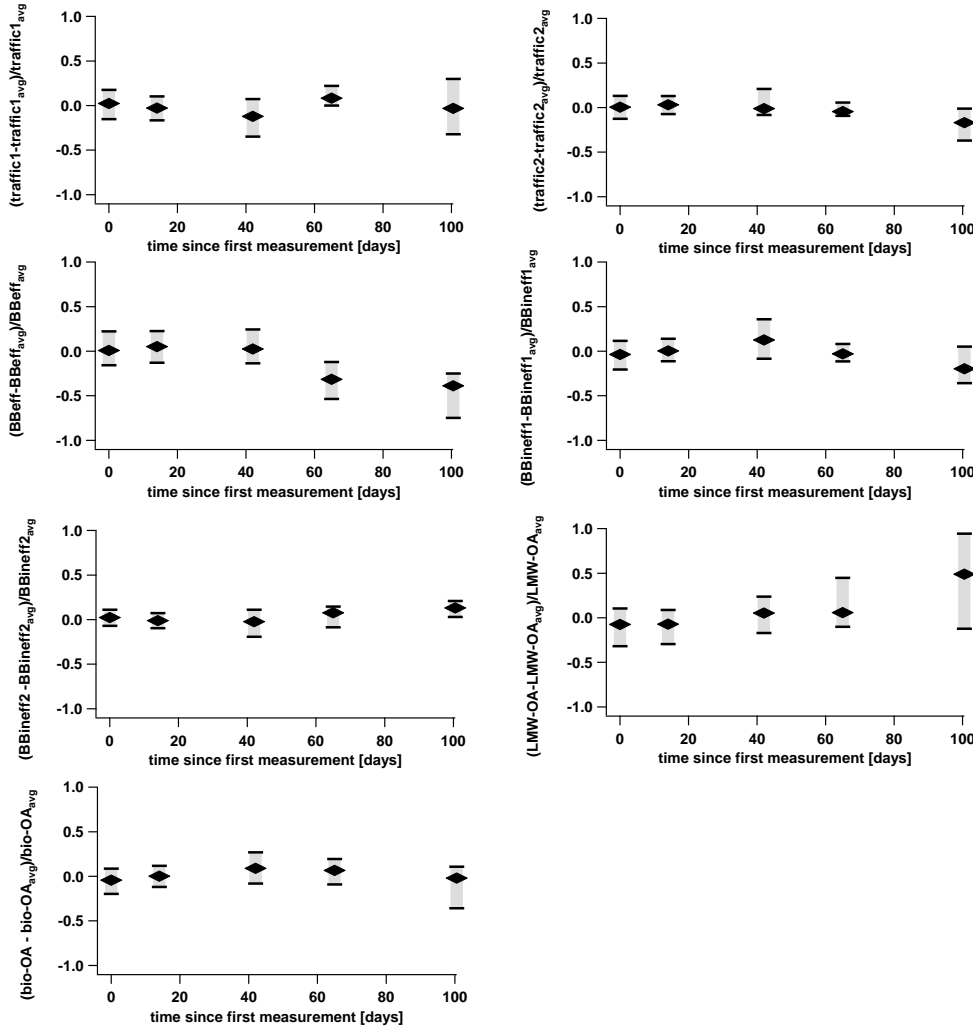 (traffic1-traffic1avg)/traffic1avg
1.0
0.5
0.0
-0.5
-1.0
0 20 40 60 80 100
time since first measurement [days]
(traffic2-traffic2avg)/traffic2avg
1.0
0.5
0.0
-0.5
-1.0
0 20 40 60 80 100
time since first measurement [days]
(BBeff-BBeffavg)/BBeffavg
1.0
0.5
0.0
-0.5
-1.0
0 20 40 60 80 100
time since first measurement [days]
(BBineff1-BBineff1avg)/BBineff1avg
1.0
0.5
0.0
-0.5
-1.0
0 20 40 60 80 100
time since first measurement [days]
(BBineff2 -BBineff2avg)/BBineff2avg
1.0
0.5
0.0
-0.5
-1.0
0 20 40 60 80 100
time since first measurement [days]
(LMW-OA-LMW-OAavg)/LMW-OAavg
1.0
0.5
0.0
-0.5
-1.0
0 20 40 60 80 100
time since first measurement [days]
(bio-OA - bio-OAavg)/bio-OAavg
1.0
0.5
0.0
-0.5
-1.0
0 20 40 60 80 100
time since first measurement [days]